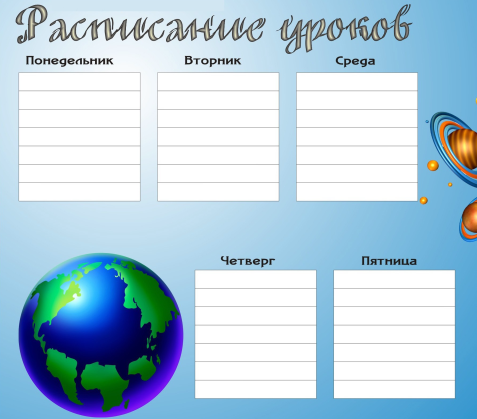 Расписание уроков
Понедельник Вторник Среда
Четверг Пятница